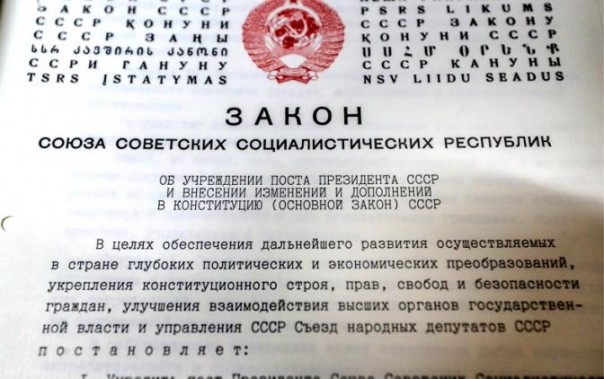 ЗАКОН СССР
СССР ҚОНУНИ
СССР ЗАҢЫ
სსრ კავშირის კანონი
ССРИ ГАНУНУ
TSRS ĮSTATYMAS
PSRS LIKUMS
СССР ЗАКОНУ
ҚОНУНИ СССР
ՍՍՀՄ ՕՐԵՆՔ
СССР КАНУНЫ
NSV LIIDU SEADUS
ЗАКОН
СОЮЗА СОВЕТСКИХ СОЦИАЛИСТИЧЕСКИХ РЕСПУБЛИК
ОБ УЧРЕЖДЕНИИ ПОСТА ПРЕЗИДЕНТА СССР
И ВНЕСЕНИИ ИЗМЕНЕНИЙ И ДОПОЛНЕНИЙ
В КОНСТИТУЦИЮ (ОСНОВНОЙ ЗАКОН) СССР
В целях обеспечения дальнейшего развития осуществляемых
в стране глубоких политических и экономических преобразований,
укрепления конституционного строя, прав, свобод и безопасности
граждан, улучшения взаимодействия высших органов государствен-
ной власти и управления СССР Съезд народных депутатов СССР
постановляет: